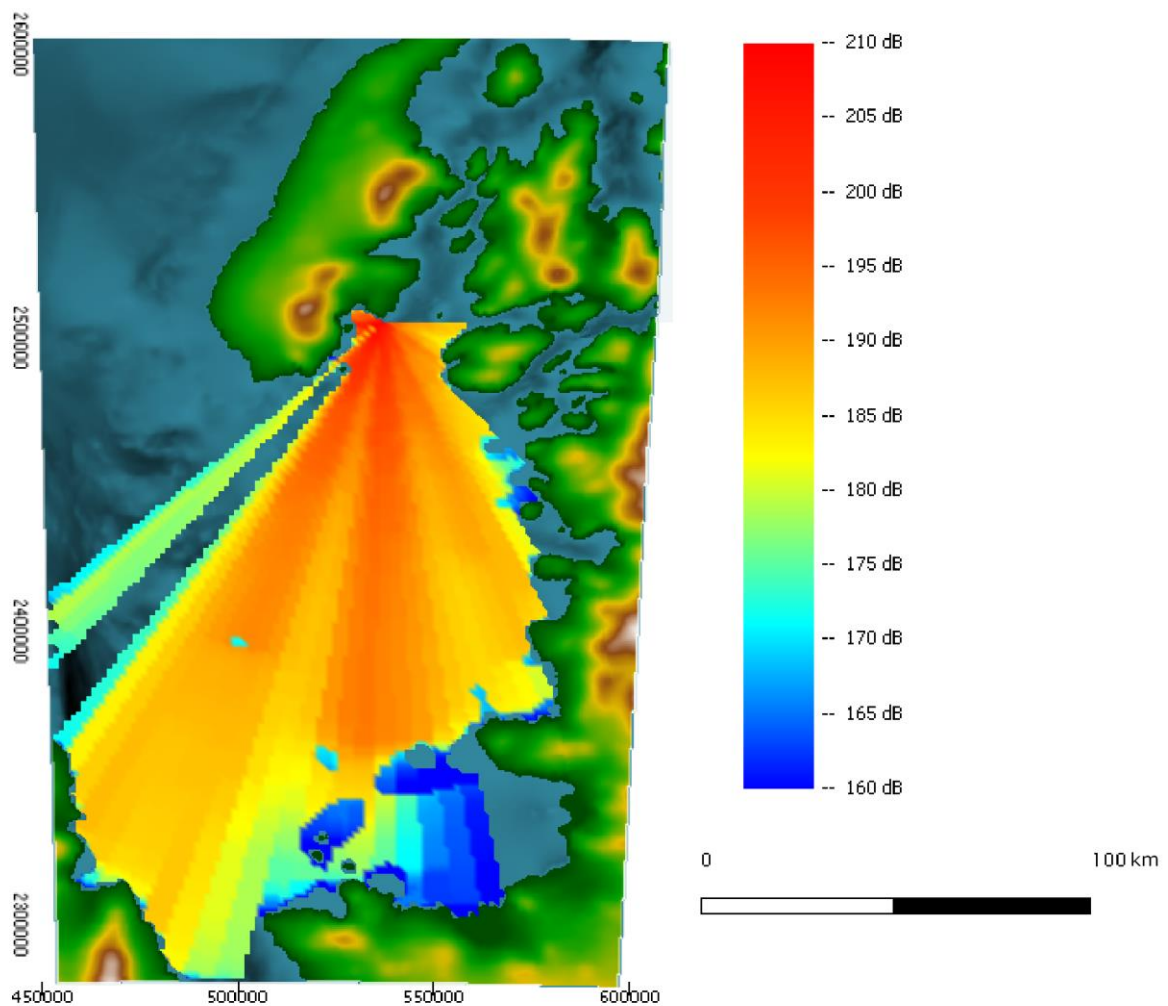 2600000
2500000
2400000
2300000
450000
500000
550000
600000
-- 210 dB
-- 205 dB
-- 200 dB
-- 195 dB
-- 190 dB
-- 185 dB
-- 180 dB
-- 175 dB
-- 170 dB
-- 165 dB
-- 160 dB
0
100 km